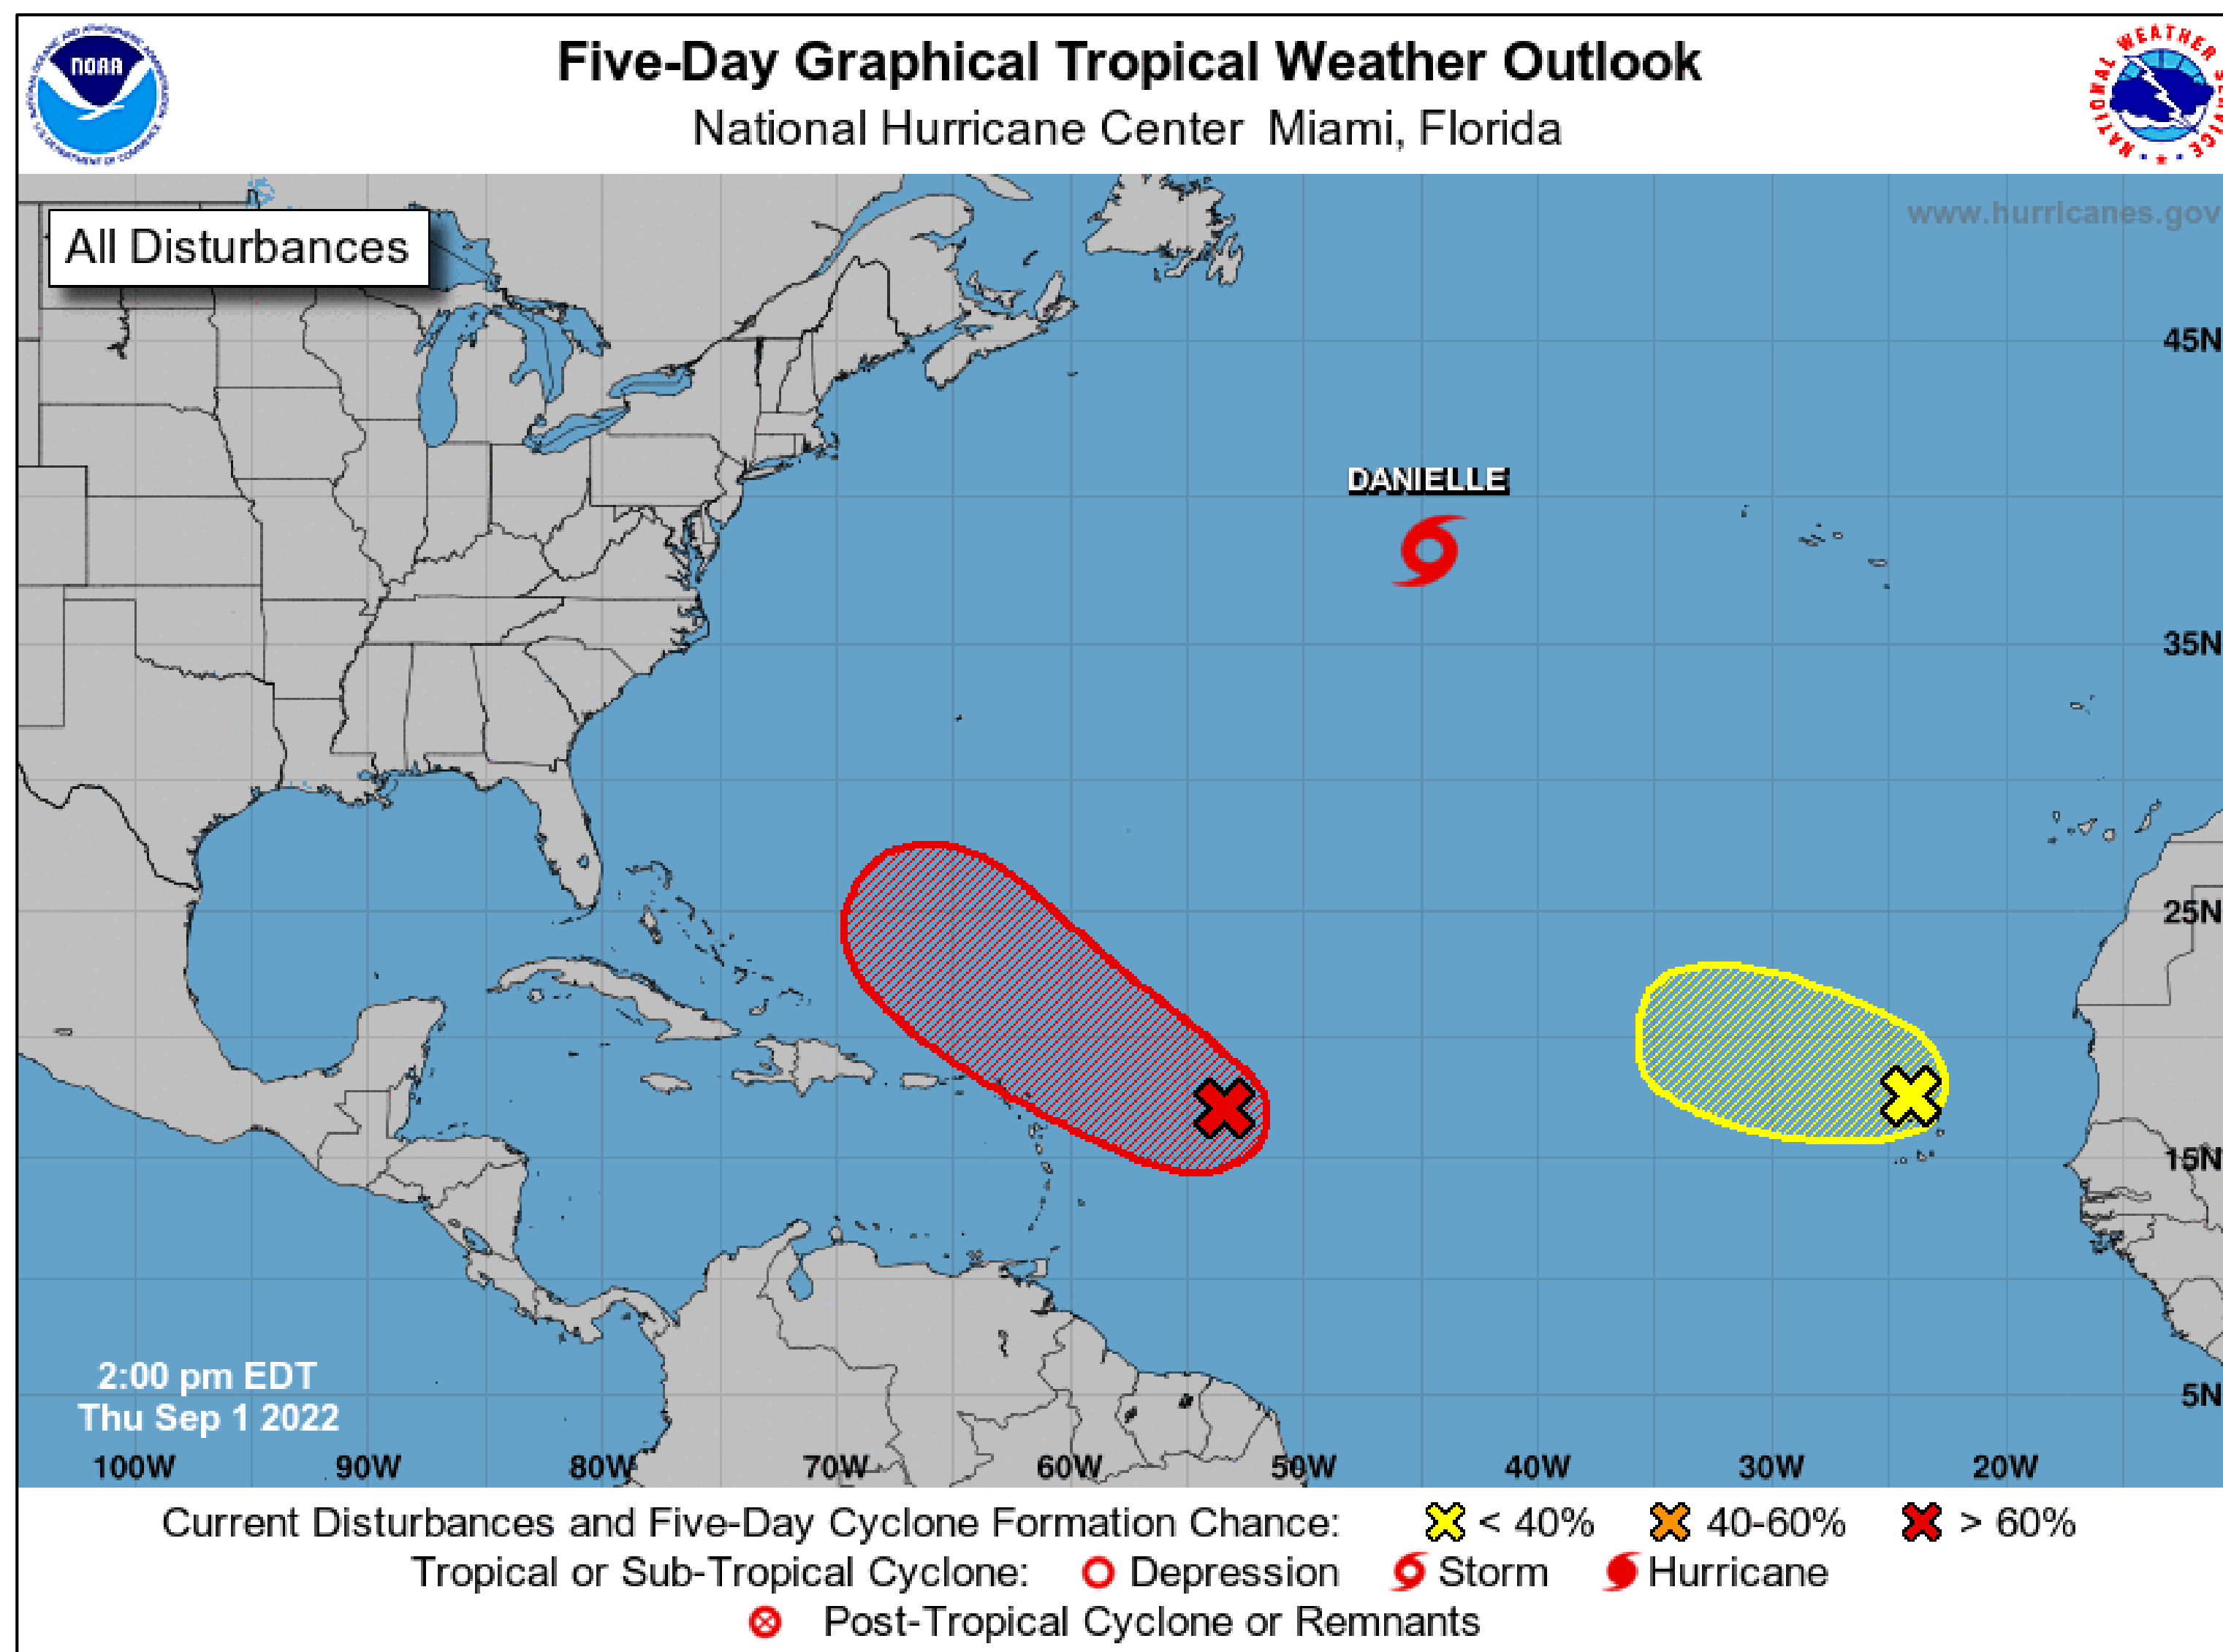 NOAA
Five-Day Graphical Tropical Weather Outlook
National Hurricane Center Miami, Florida
NATIONAL WEATHER
All Disturbances
www.hurricanes.gov
45N
DANIELLE
35N
25N
15N
5N
2:00 pm EDT
Thu Sep 1 2022
100W 90W 80W 70W 60W 50W 40W 30W 20W
Current Disturbances and Five-Day Cyclone Formation Chance: < 40% 40-60% > 60%
Tropical or Sub-Tropical Cyclone: Depression Storm Hurricane
Post-Tropical Cyclone or Remnants